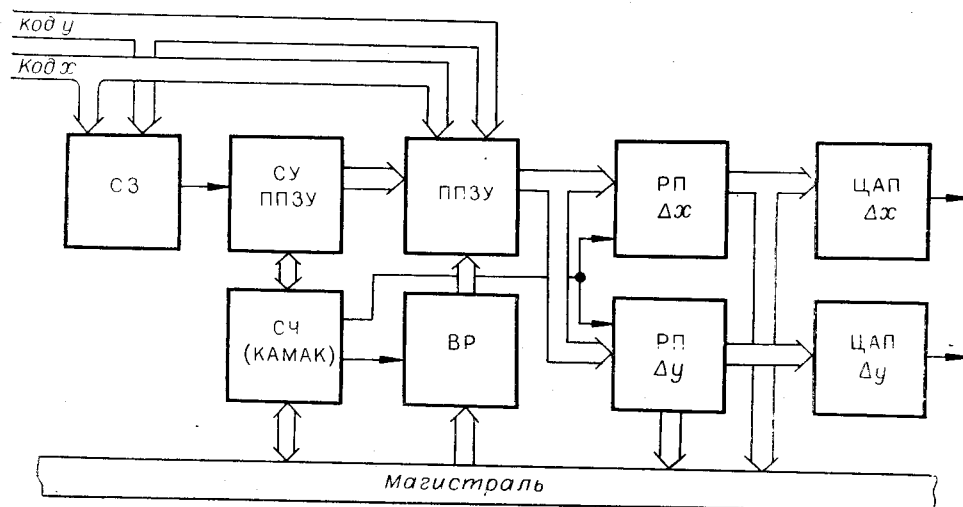 код y
код x
СЗ
СУ
ППЗУ
ППЗУ
РП
Δx
ЦАП
Δx
СЧ
(КАМАК)
ВР
РП
Δy
ЦАП
Δy
магистраль